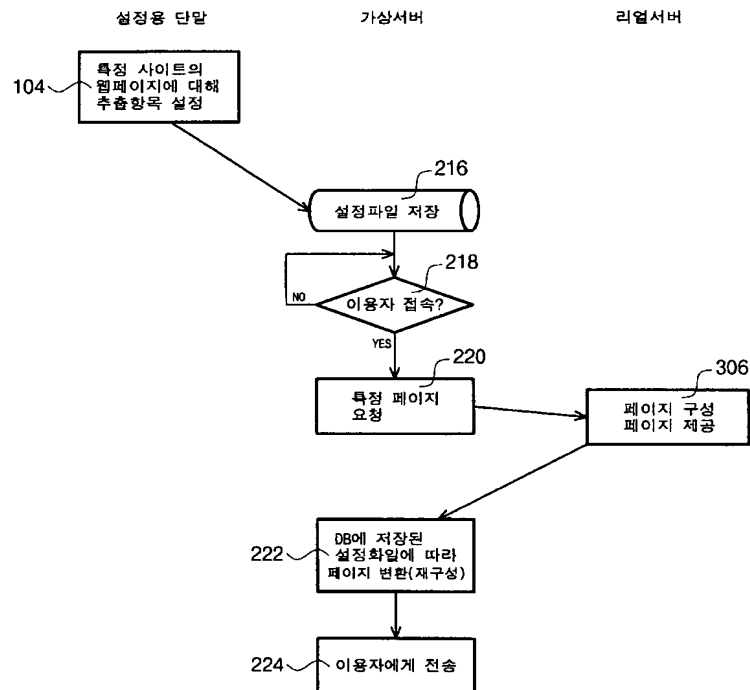 설정용 단말
가상서버
리얼서버
104
특정 사이트의
웹페이지에 대해
추출항목 설정
216
설정파일 저장
218
이용자 접속?
NO
YES
220
특정 페이지
요청
306
페이지 구성
페이지 제공
222
DB에 저장된
설정화일에 따라
페이지 변환(재구성)
224
이용자에게 전송